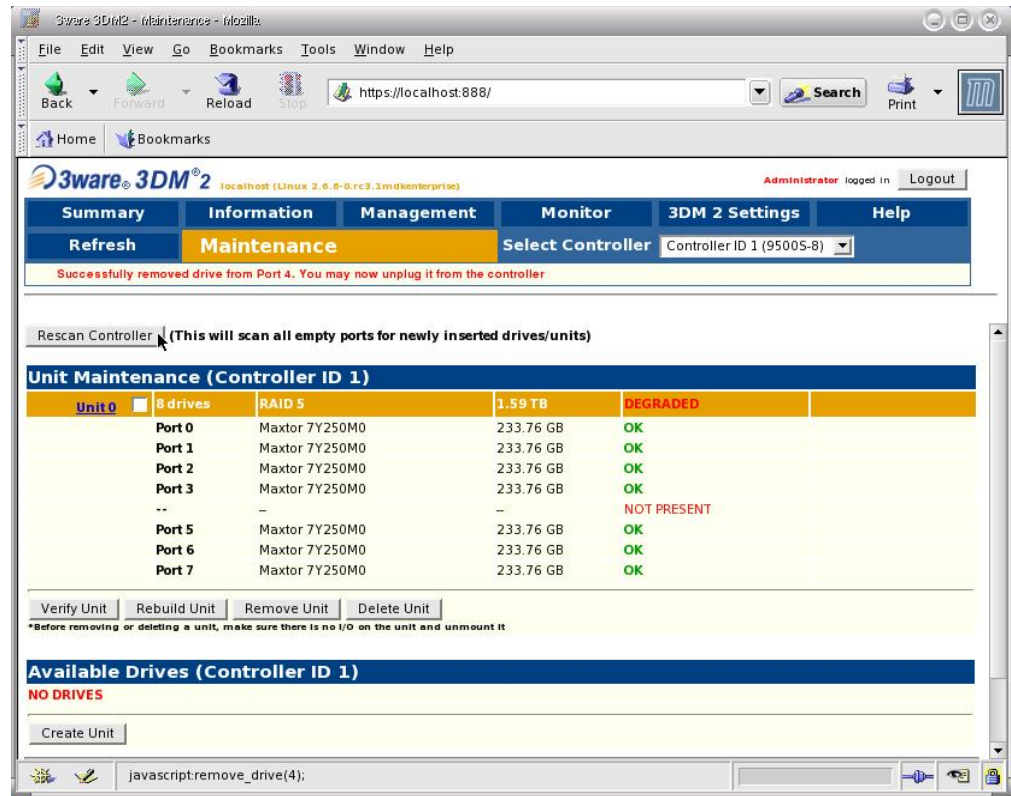 3ware 3DM2 - Maintenance - Mozilla
File Edit View Go Bookmarks Tools Window Help
Back Forward Reload Stop https://localhost:888/ Search Print
Home Bookmarks
3ware® 3DM®2 localhost (Linux 2.6.6-0.rc3.1mdkenterprise) Administrator logged in Logout
Summary Information Management Monitor 3DM 2 Settings Help
Refresh Maintenance Select Controller Controller ID 1 (9500S-8)
Successfully removed drive from Port 4. You may now unplug it from the controller
Rescan Controller (This will scan all empty ports for newly inserted drives/units)
Unit Maintenance (Controller ID 1)
Unit 0 8 drives RAID 5 1.59 TB DEGRADED
Port 0 Maxtor 7Y250M0 233.76 GB OK
Port 1 Maxtor 7Y250M0 233.76 GB OK
Port 2 Maxtor 7Y250M0 233.76 GB OK
Port 3 Maxtor 7Y250M0 233.76 GB OK
-- – – NOT PRESENT
Port 5 Maxtor 7Y250M0 233.76 GB OK
Port 6 Maxtor 7Y250M0 233.76 GB OK
Port 7 Maxtor 7Y250M0 233.76 GB OK
Verify Unit Rebuild Unit Remove Unit Delete Unit
*Before removing or deleting a unit, make sure there is no I/O on the unit and unmount it
Available Drives (Controller ID 1)
NO DRIVES
Create Unit
javascript:remove_drive(4);